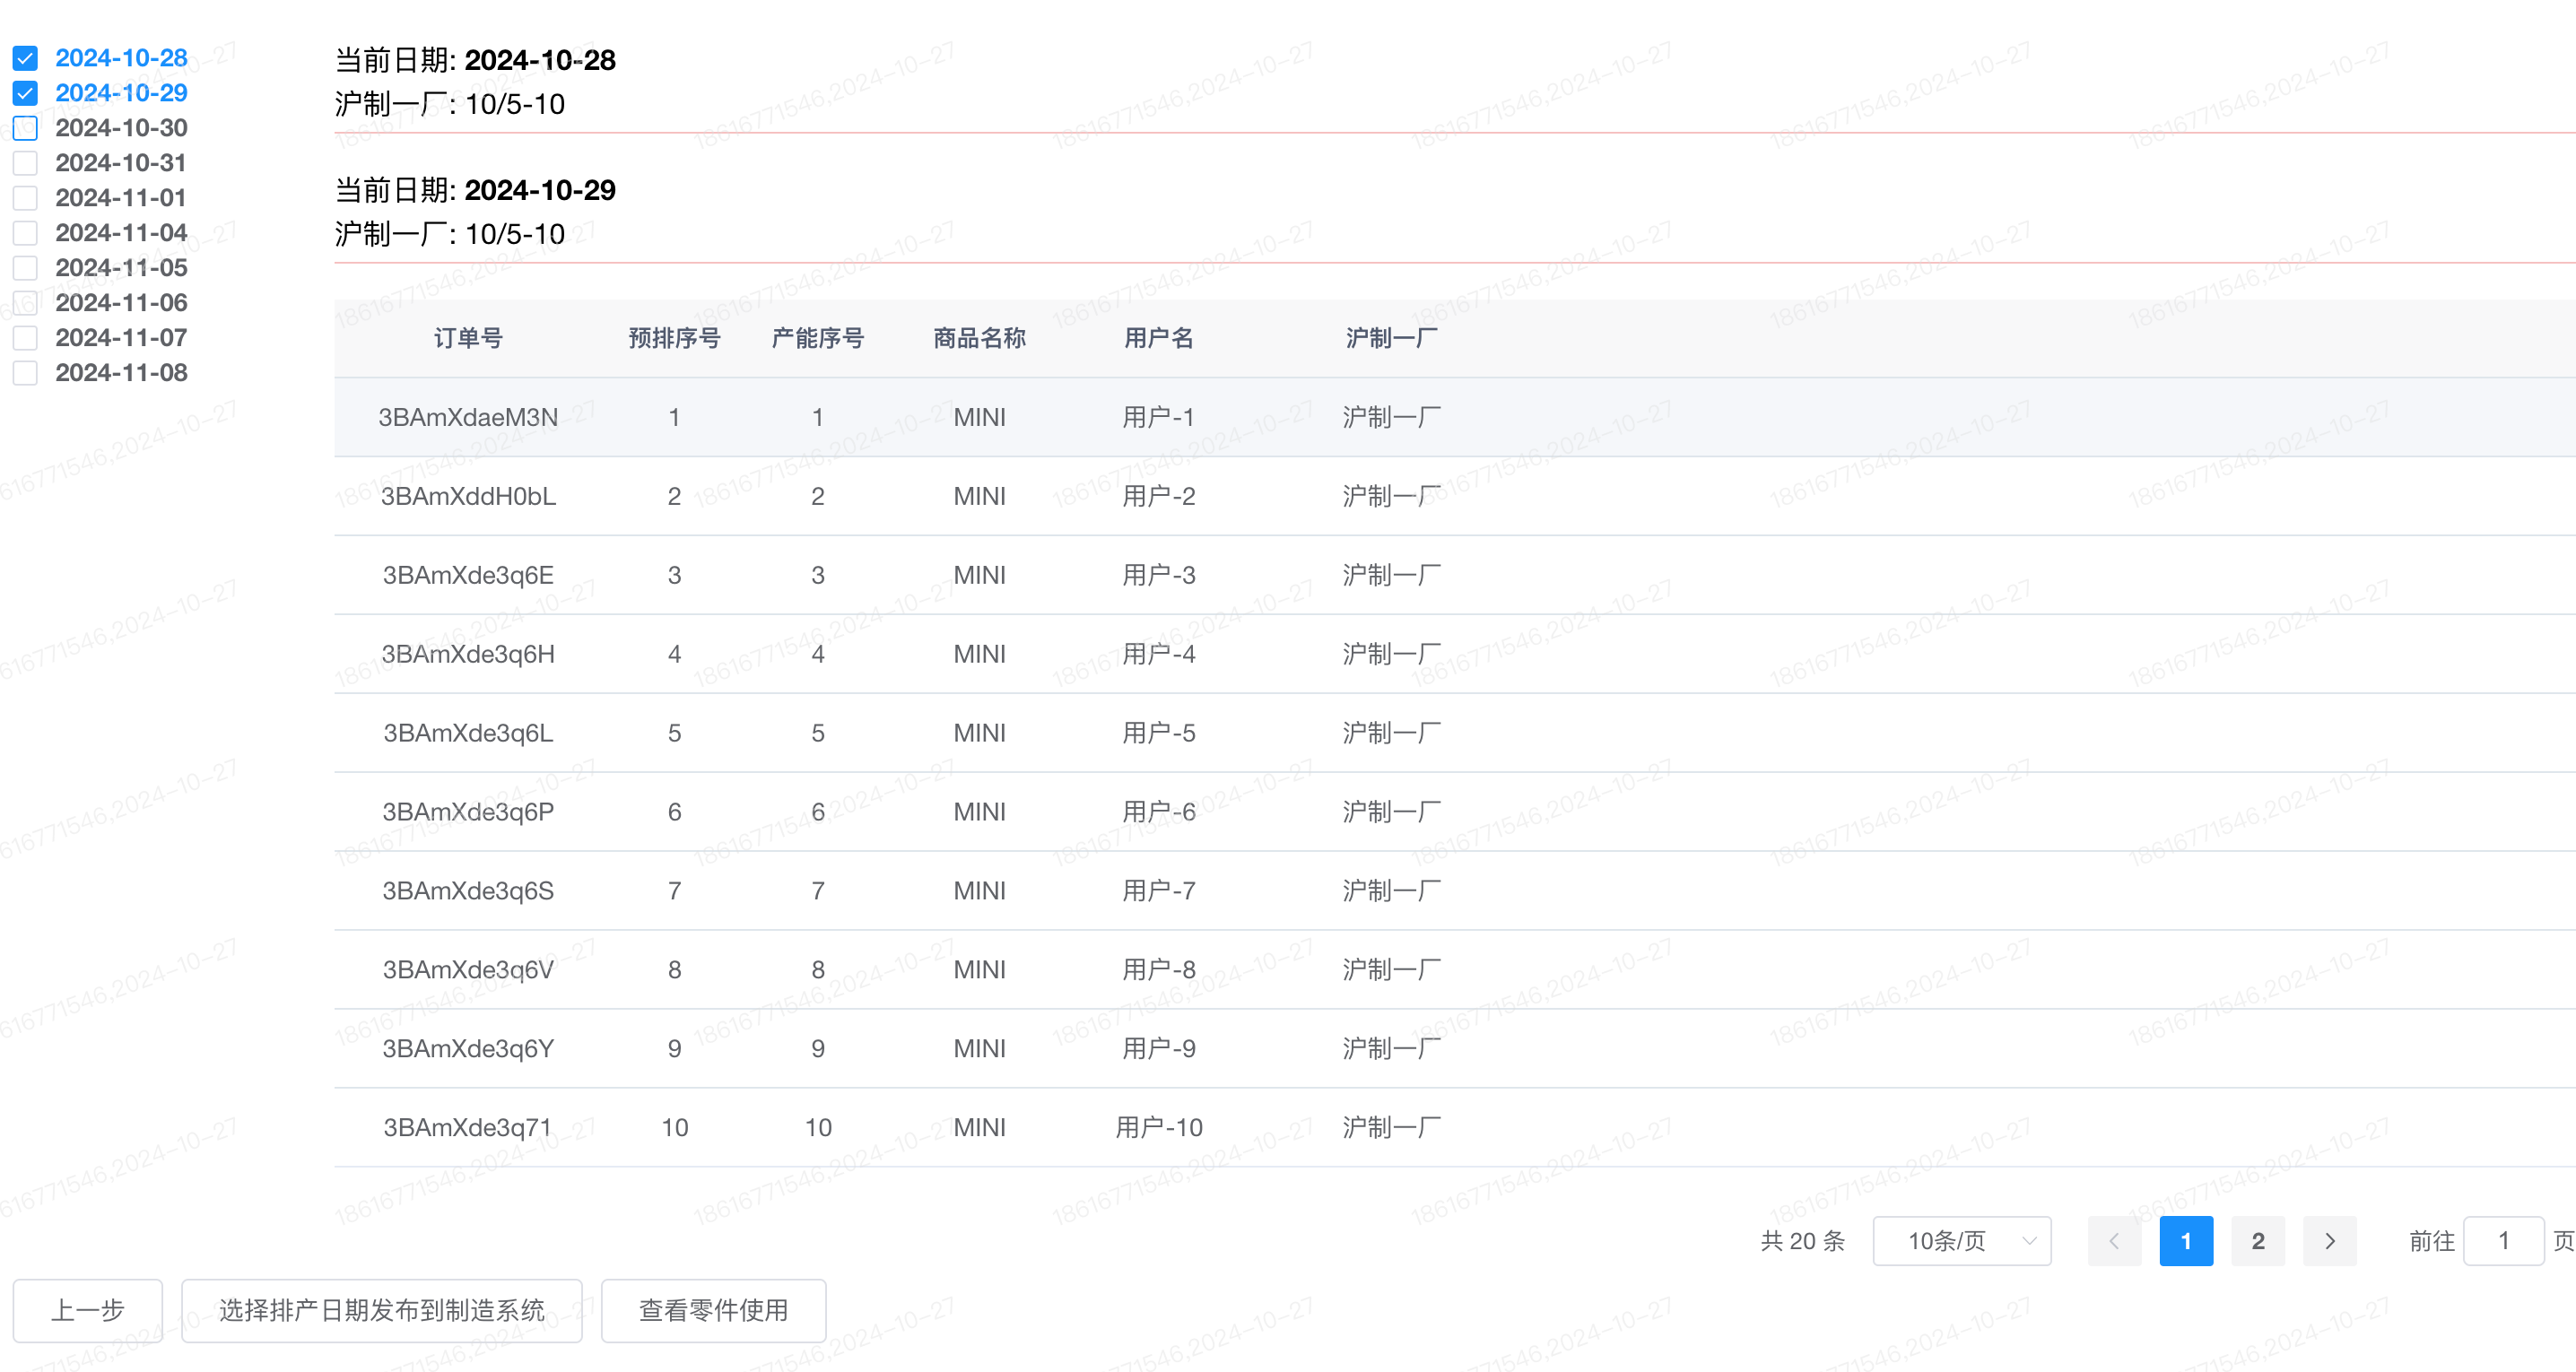 2024-10-28
2024-10-29
2024-10-30
2024-10-31
2024-11-01
2024-11-04
2024-11-05
2024-11-06
2024-11-07
2024-11-08
当前日期: 2024-10-28
沪制一厂: 10/5-10
当前日期: 2024-10-29
沪制一厂: 10/5-10
订单号 预排序号 产能序号 商品名称 用户名 沪制一厂
3BAmXdaeM3N 1 1 MINI 用户-1 沪制一厂
3BAmXddH0bL 2 2 MINI 用户-2 沪制一厂
3BAmXde3q6E 3 3 MINI 用户-3 沪制一厂
3BAmXde3q6H 4 4 MINI 用户-4 沪制一厂
3BAmXde3q6L 5 5 MINI 用户-5 沪制一厂
3BAmXde3q6P 6 6 MINI 用户-6 沪制一厂
3BAmXde3q6S 7 7 MINI 用户-7 沪制一厂
3BAmXde3q6V 8 8 MINI 用户-8 沪制一厂
3BAmXde3q6Y 9 9 MINI 用户-9 沪制一厂
3BAmXde3q71 10 10 MINI 用户-10 沪制一厂
共 20 条 10条/页 1 2 前往 1 页
上一步 选择排产日期发布到制造系统 查看零件使用
18616771546,2024-10-27